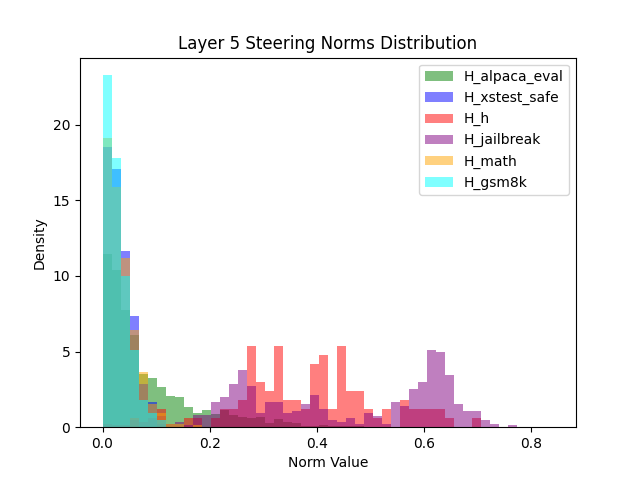 Layer 5 Steering Norms Distribution
H_alpaca_eval
H_xstest_safe
H_h
H_jailbreak
H_math
H_gsm8k
Density
20
15
10
5
0
0.0 0.2 0.4 0.6 0.8
Norm Value